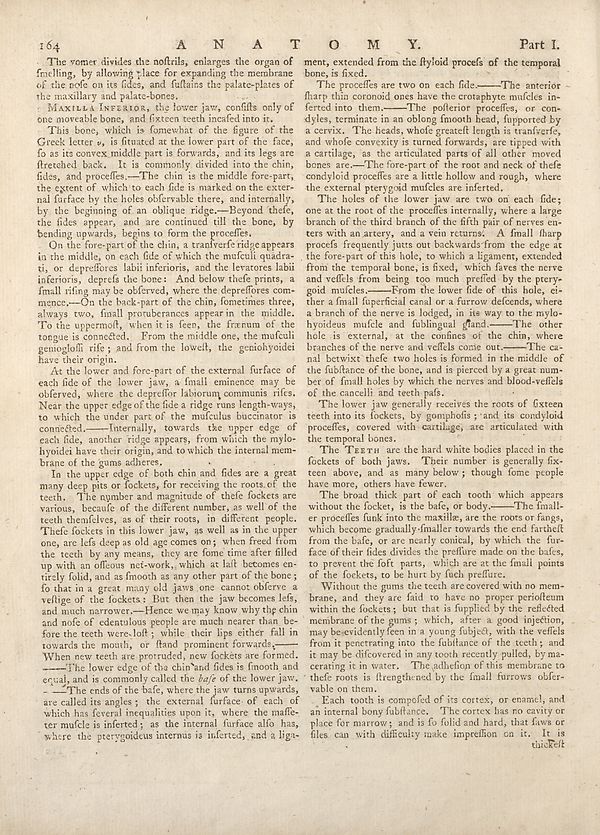 164
A N A T O M Y.
Part I.
The vomer divides the noſtrils, enlarges the organ of
ſmelling, by allowing place for expanding the membrane
of the noſe on its ſides, and ſuſtains the palate-plates of
the maxillary and palate-bones.
MAXILLA INFERIOR, the lower jaw, conſiſts only of
one moveable bone, and ſixteen teeth incaſed into it.
This bone, which is ſomewhat of the figure of the
Greek letter υ, is ſituated at the lower part of the face,
ſo as its convex middle part is forwards, and its legs are
ſtretched back. It is commonly divided into the chin,
ſides, and proceſſes.—The chin is the middle fore-part,
the extent of which to each ſide is marked on the exter-
nal ſurface by the holes obſervable there, and internally,
by the beginning of an oblique ridge.—Beyond theſe,
the ſides appear, and are continued till the bone, by
bending upwards, begins to form the proceſſes.
On the fore-part of the chin, a tranſverſe ridge appears
in the middle, on each ſide of which the muſculi quadra-
ti, or depreſſores labii inferioris, and the levatores labii
inferioris, depreſs the bone: And below theſe prints, a
ſmall riſing may be obſerved, where the depreſſores com-
mence.—On the back-part of the chin, ſometimes three,
always two, ſmall protuberances appear in the middle.
To the uppermoſt, when it is ſeen, the frænum of the
tongue is connected. From the middle one, the muſculi
geniogloſſi riſe; and from the loweſt, the geniohyoidei
have their origin.
At the lower and fore-part of the external ſurface of
each ſide of the lower jaw, a ſmall eminence may be
obſerved, where the depreſſor labiorum communis riſes.
Near the upper edge of the ſide a ridge runs length-ways,
to which the under part of the muſculus buccinator is
connected.——Internally, towards the upper edge of
each ſide, another ridge appears, from which the mylo-
hyoidei have their origin, and to which the internal mem-
brane of the gums adheres.
In the upper edge of both chin and ſides are a great
many deep pits or ſockets, for receiving the roots of the
teeth. The number and magnitude of theſe ſockets are
various, becauſe of the different number, as well of the
teeth themſelves, as of their roots, in different people.
Theſe ſockets in this lower jaw, as well as in the upper
one, are leſs deep as old age comes on; when freed from
the teeth by any means, they are ſome time after filled
up with an oſſeous net-work, which at laſt becomes en-
tirely ſolid, and as ſmooth as any other part of the bone;
ſo that in a great many old jaws one cannot obſerve a
veſtige of the ſockets: But then the jaw becomes leſs,
and much narrower.—Hence we may know why the chin
and noſe of edentulous people are much nearer than be-
fore the teeth were loſt; while their lips either fall in
towards the mouth, or ſtand prominent forwards.——
When new teeth are protruded, new ſockets are formed.
——The lower edge of the chin and ſides is ſmooth and
equal, and is commonly called the baſe of the lower jaw.
——The ends of the baſe, where the jaw turns upwards,
are called its angles; the external ſurface of each of
which has ſeveral inequalities upon it, where the maſſe-
ter muſcle is inſerted; as the internal ſurface alſo has,
where the pterygoideus internus is inſerted, and a liga-
ment, extended from the ſtyloid proceſs of the temporal
bone, is fixed.
The proceſſes are two on each ſide.——The anterior
ſharp thin coronoid ones have the crotaphyte muſcles in-
ſerted into them.——The poſterior proceſſes, or con-
dyles, terminate in an oblong ſmooth head, ſupported by
a cervix. The heads, whoſe greateſt length is tranſverſe,
and whoſe convexity is turned forwards, are tipped with
a cartilage, as the articulated parts of all other moved
bones are.—The fore-part of the root and neck of theſe
condyloid proceſſes are a little hollow and rough, where
the external pterygoid muſcles are inſerted.
The holes of the lower jaw are two on each ſide;
one at the root of the proceſſes internally, where a large
branch of the third branch of the fifth pair of nerves en-
ters with an artery, and a vein returns. A ſmall ſharp
proceſs frequently jutts out backwards from the edge at
the fore-part of this hole, to which a ligament, extended
from the temporal bone, is fixed, which ſaves the nerve
and veſſels from being too much preſſed by the ptery-
goid muſcles.——From the lower ſide of this hole, ei-
ther a ſmall ſuperficial canal or a furrow deſcends, where
a branch of the nerve is lodged, in its way to the mylo-
hyoideus muſcle and ſublingual gland.——The other
hole is external, at the confines of the chin, where
branches of the nerve and veſſels come out.——The ca-
nal betwixt theſe two holes is formed in the middle of
the ſubſtance of the bone, and is pierced by a great num-
ber of ſmall holes by which the nerves and blood-veſſels
of the cancelli and teeth paſs.
The lower jaw generally receives the roots of ſixteen
teeth into its ſockets, by gomphoſis; and its condyloid
proceſſes, covered with cartilage, are articulated with
the temporal bones.
The TEETH are the hard white bodies placed in the
ſockets of both jaws. Their number is generally ſix-
teen above, and as many below; though ſome people
have more, others have fewer.
The broad thick part of each tooth which appears
without the ſocket, is the baſe, or body.——The ſmall-
er proceſſes ſunk into the maxillæ, are the roots or fangs,
which become gradually ſmaller towards the end fartheſt
from the baſe, or are nearly conical, by which the ſur-
face of their ſides divides the preſſure made on the baſes,
to prevent the ſoft parts, which are at the ſmall points
of the ſockets, to be hurt by ſuch preſſure.
Without the gums the teeth are covered with no mem-
brane, and they are ſaid to have no proper perioſteum
within the ſockets; but that is ſupplied by the reflected
membrane of the gums; which, after a good injection,
may be evidently ſeen in a young ſubject, with the veſſels
from it penetrating into the ſubſtance of the teeth; and
it may be diſcovered in any tooth recently pulled, by ma-
cerating it in water. The adheſion of this membrane to
theſe roots is ſtrengthened by the ſmall furrows obſer-
vable on them.
Each tooth is compoſed of its cortex, or enamel, and
an internal bony ſubſtance. The cortex has no cavity or
place for marrow; and is ſo ſolid and hard, that ſaws or
files can with difficulty make impreſſion on it. It is
thickeſt